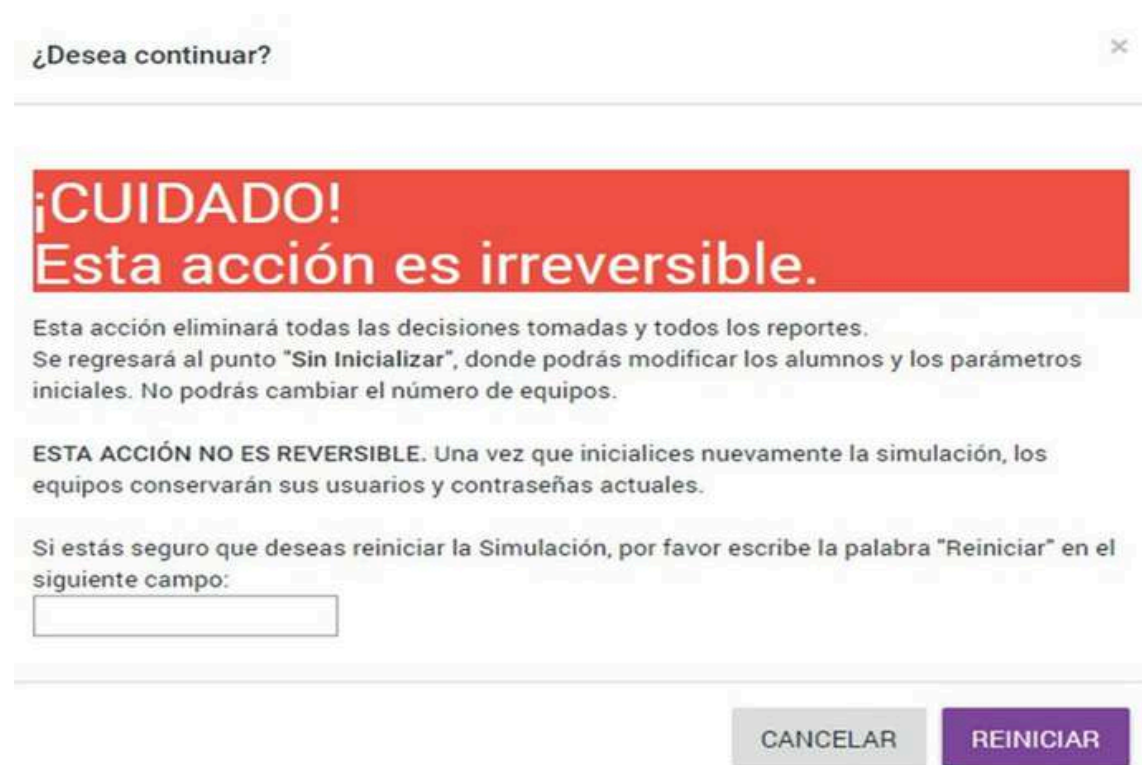 ¿Desea continuar?
×
¡CUIDADO!
Esta acción es irreversible.
Esta acción eliminará todas las decisiones tomadas y todos los reportes.
Se regresará al punto "Sin Inicializar", donde podrás modificar los alumnos y los parámetros
iniciales. No podrás cambiar el número de equipos.
ESTA ACCIÓN NO ES REVERSIBLE. Una vez que inicialices nuevamente la simulación, los
equipos conservarán sus usuarios y contraseñas actuales.
Si estás seguro que deseas reiniciar la Simulación, por favor escribe la palabra "Reiniciar" en el
siguiente campo:
CANCELAR REINICIAR